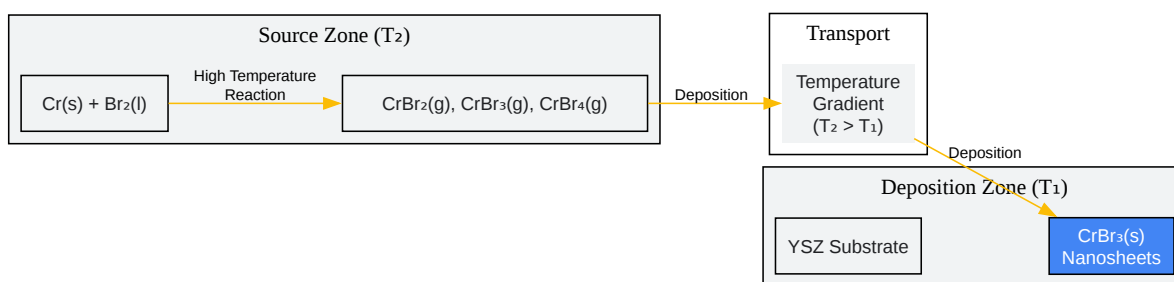 Source Zone (T₂)
Cr(s) + Br₂(l)
High Temperature
Reaction
CrBr₂(g), CrBr₃(g), CrBr₄(g)
Deposition
Transport
Temperature
Gradient
(T₂ > T₁)
Deposition
Deposition Zone (T₁)
YSZ Substrate
CrBr₃(s)
Nanosheets